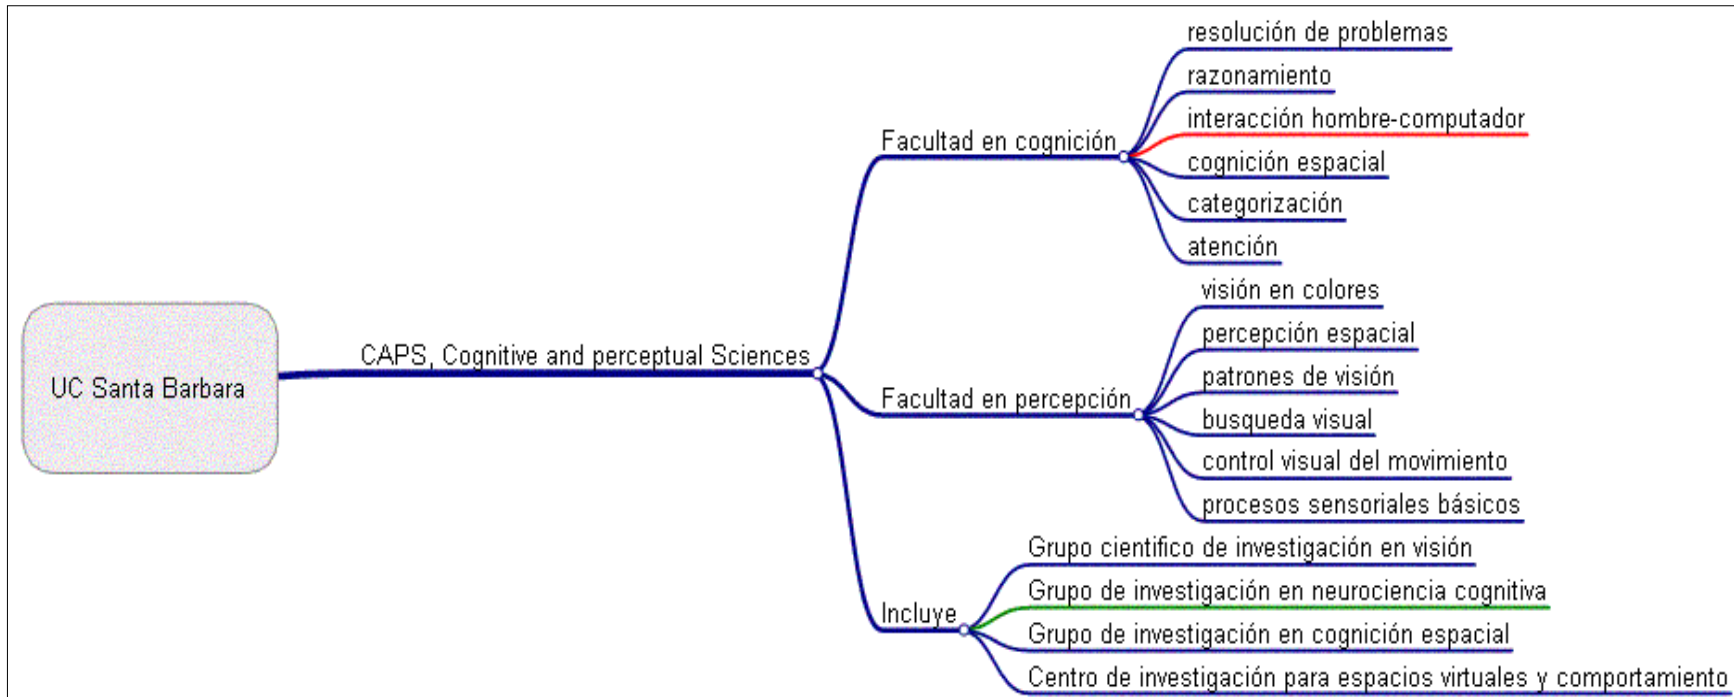 UC Santa Barbara
CAPS, Cognitive and perceptual Sciences
Facultad en cognición
resolución de problemas
razonamiento
interacción hombre-computador
cognición espacial
categorización
atención
Facultad en percepción
visión en colores
percepción espacial
patrones de visión
busqueda visual
control visual del movimiento
procesos sensoriales básicos
Incluye
Grupo cientifico de investigación en visión
Grupo de investigación en neurociencia cognitiva
Grupo de investigación en cognición espacial
Centro de investigación para espacios virtuales y comportamiento